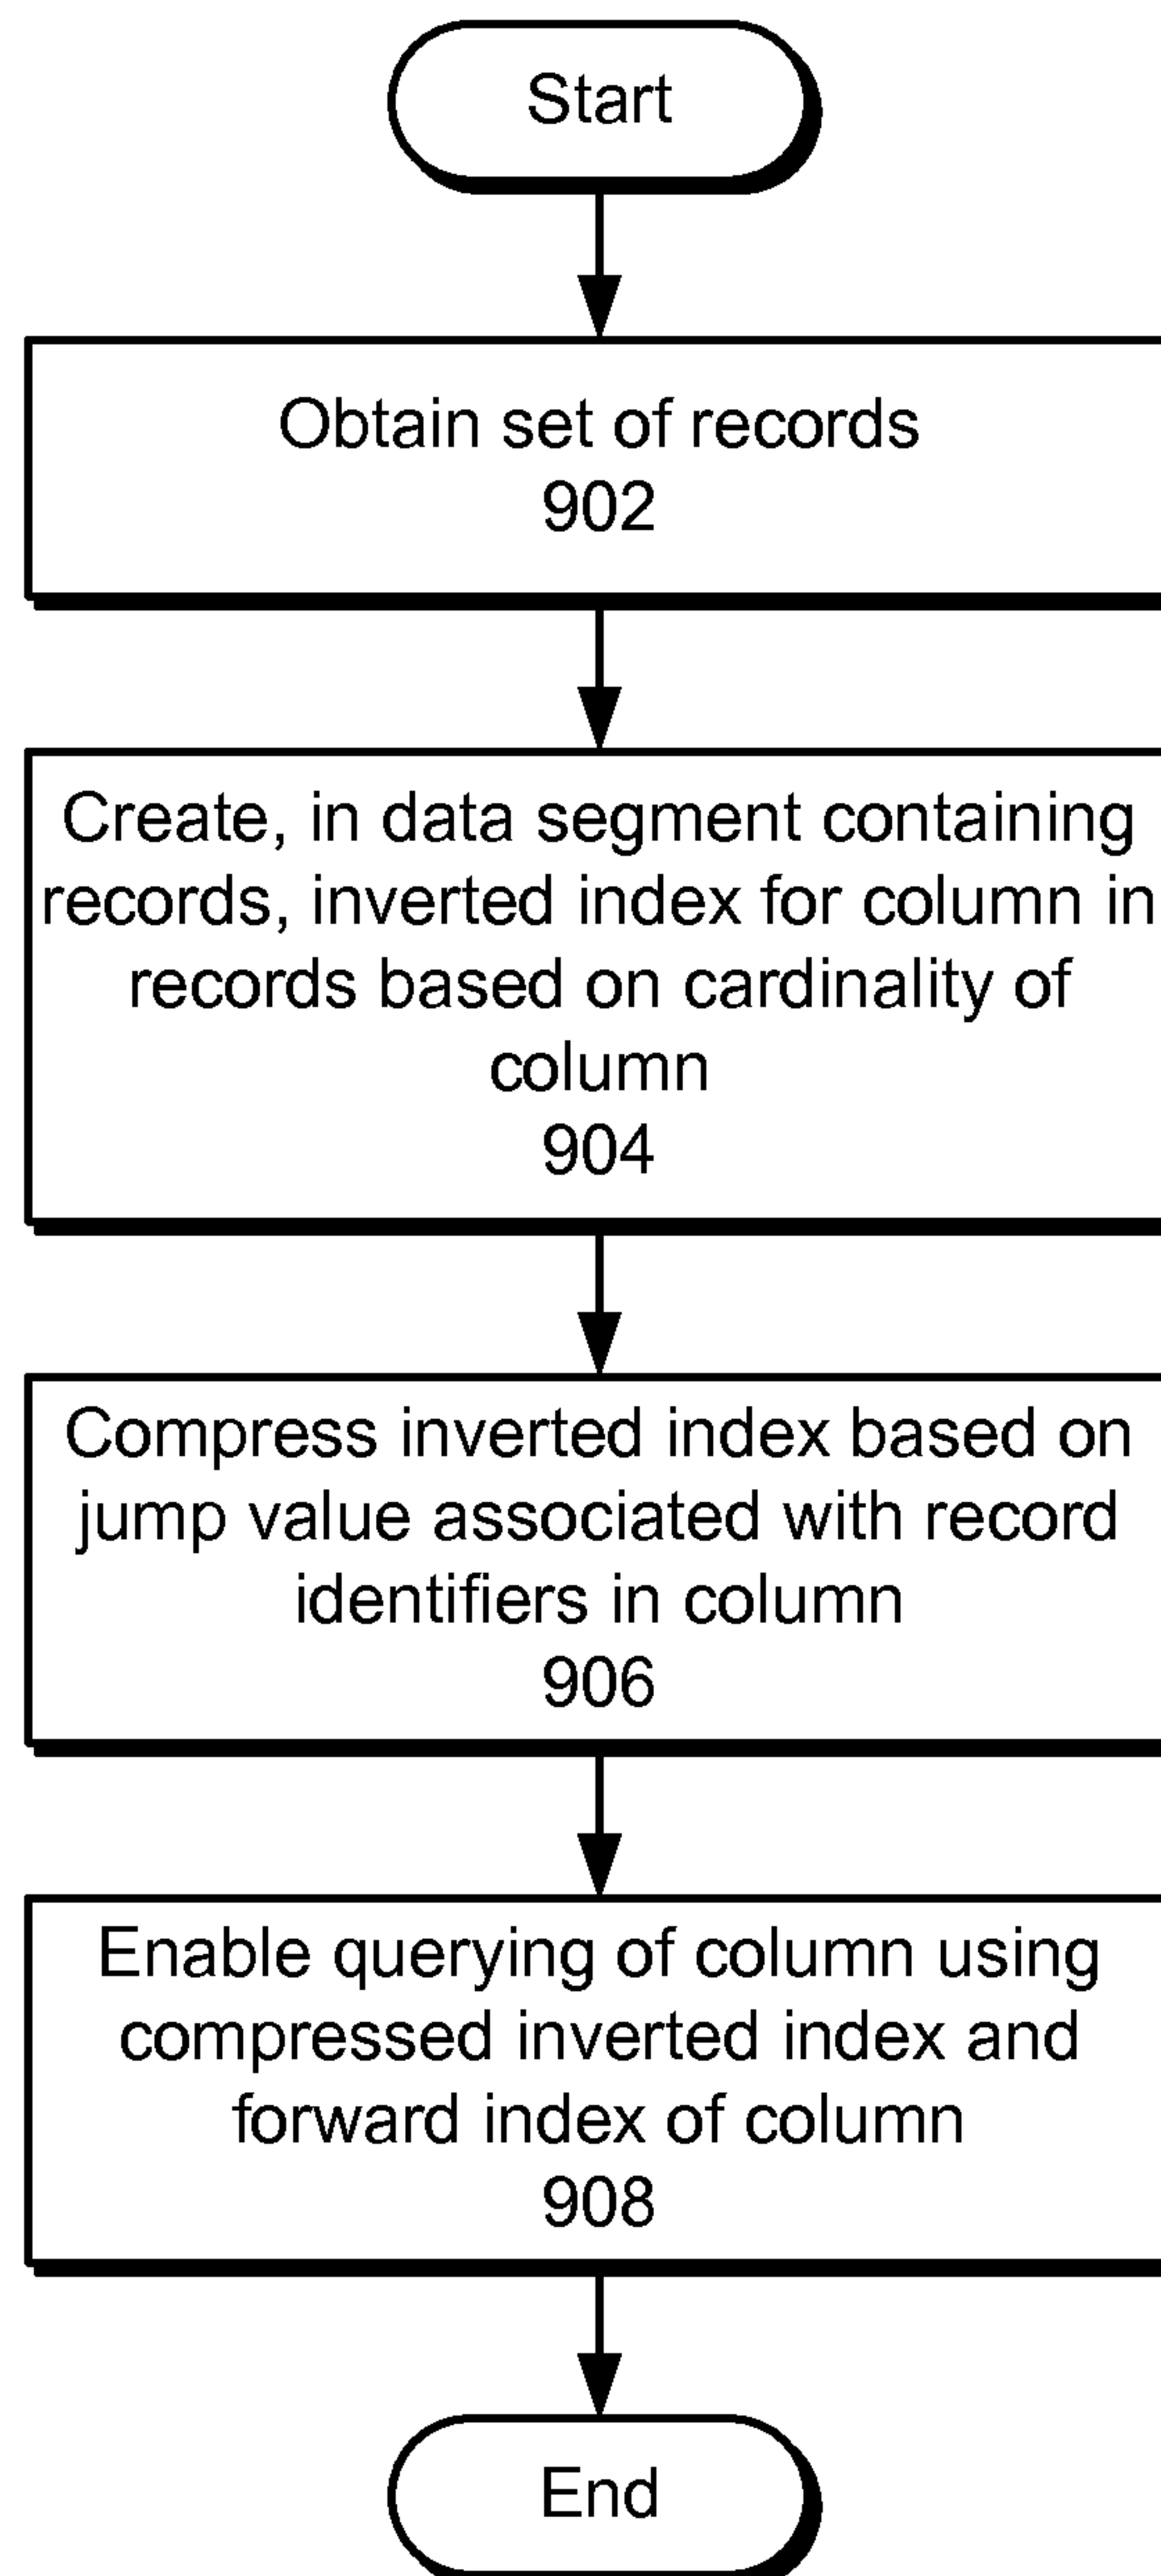 Start
Obtain set of records
902
Create, in data segment containing
records, inverted index for column in
records based on cardinality of
column
904
Compress inverted index based on
jump value associated with record
identifiers in column
906
Enable querying of column using
compressed inverted index and
forward index of column
908
End